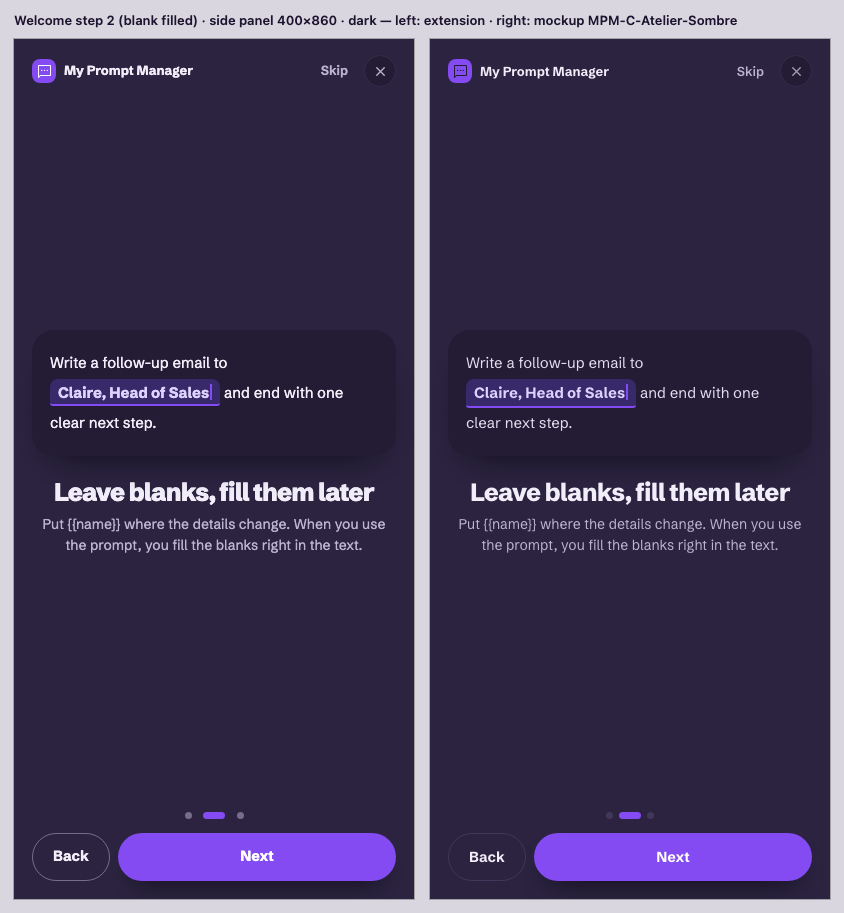 Welcome step 2 (blank filled) · side panel 400×860 · dark — left: extension · right: mockup MPM-C-Atelier-Sombre
My Prompt Manager
Skip
Write a follow-up email to
Claire, Head of Sales and end with one
clear next step.
Leave blanks, fill them later
Put {{name}} where the details change. When you use
the prompt, you fill the blanks right in the text.
Back
Next
My Prompt Manager
Skip
Write a follow-up email to
Claire, Head of Sales and end with one
clear next step.
Leave blanks, fill them later
Put {{name}} where the details change. When you use
the prompt, you fill the blanks right in the text.
Back
Next